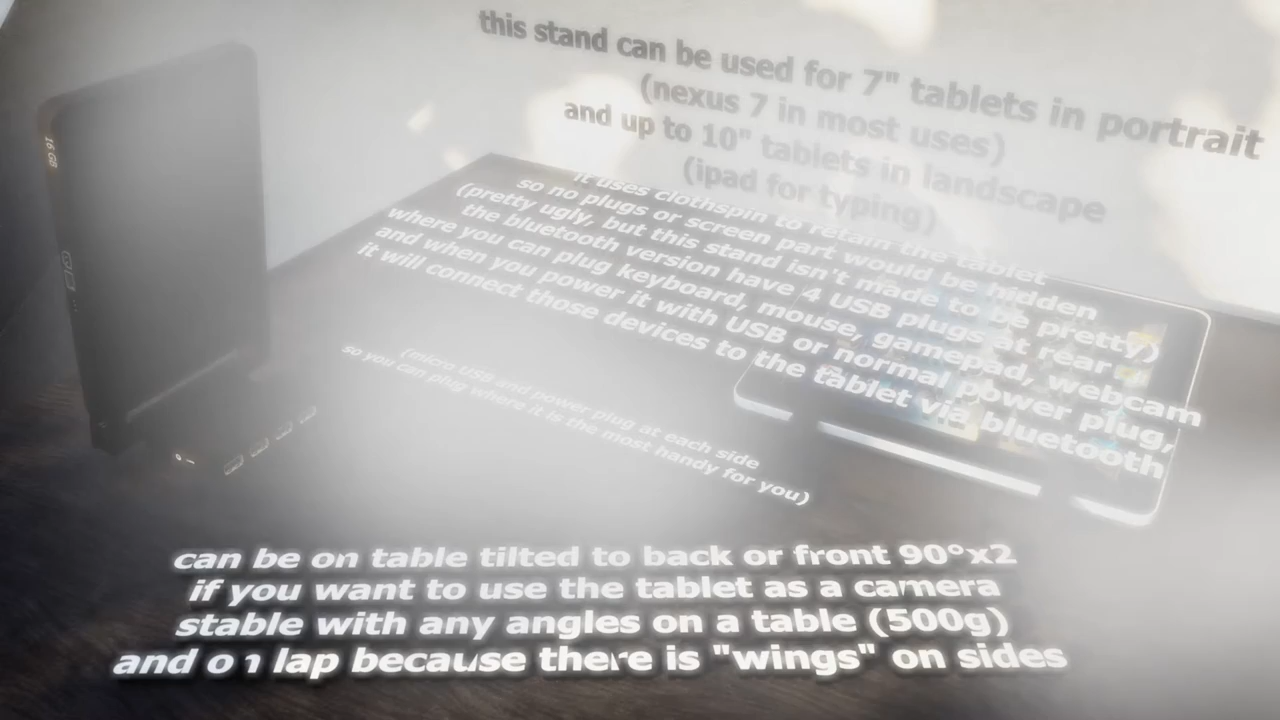 this stand can be used for 7" tablets in portrait
(nexus 7 in most uses)
and up to 10" tablets in landscape
(ipad for typing)
it uses clothspin to retain the tablet
so no plugs or screen part would be hidden
(pretty ugly, but this stand isn't made to be pretty)
the bluetooth version have 4 USB plugs at rear
where you can plug keyboard, mouse, gamepad, webcam
and when you power it with USB or normal power plug,
it will connect those devices to the tablet via bluetooth
(micro USB and power plug at each side
so you can plug where it is the most handy for you)
can be on table tilted to back or front 90°x2
if you want to use the tablet as a camera
stable with any angles on a table (500g)
and on lap because there is "wings" on sides
16 GB